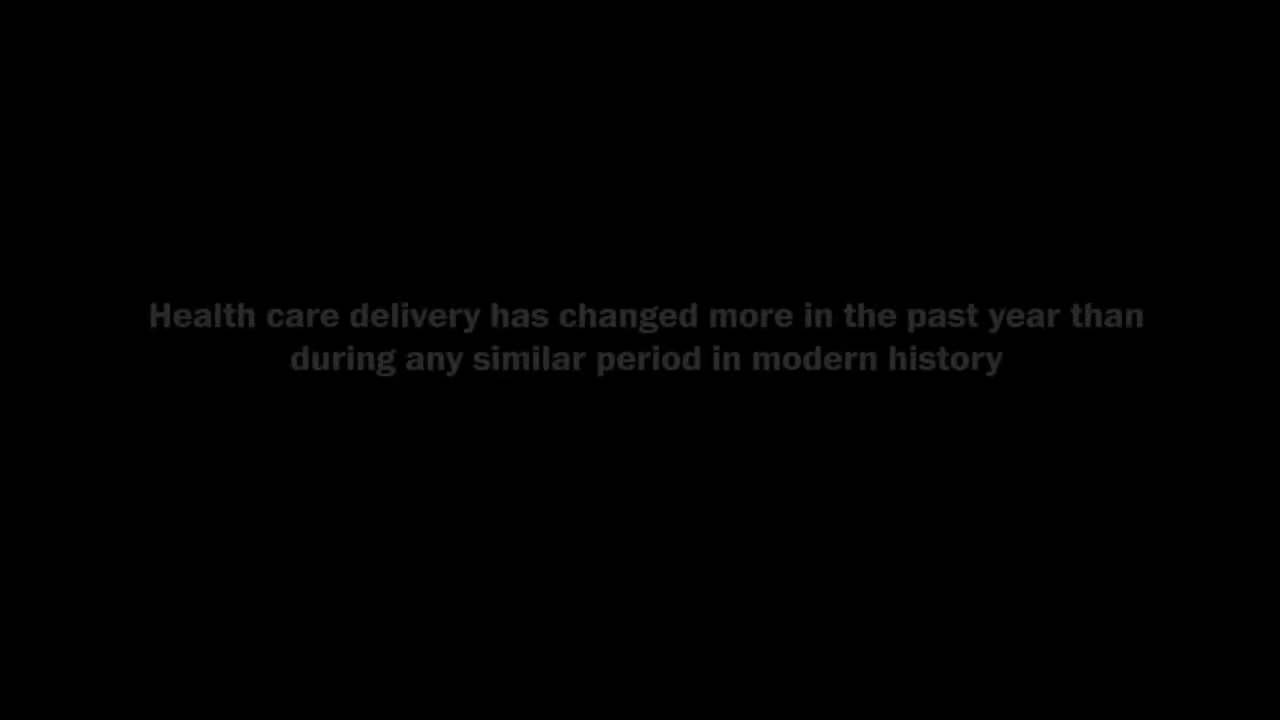 Health care delivery has changed more in the past year than
during any similar period in modern history